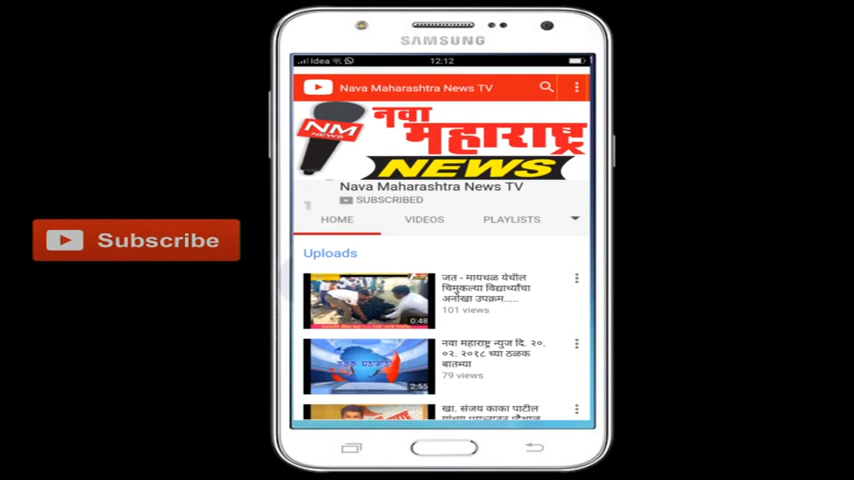 SAMSUNG
Idea
12:12
Nava Maharashtra News TV
नवा
महाराष्ट्र
NEWS
NM
NEWS
Nava Maharashtra News TV
SUBSCRIBED
HOME VIDEOS PLAYLISTS
Subscribe
Uploads
जत - मायथळ येथील
चिमुकल्या विद्यार्थ्यांचा
अनोखा उपक्रम.....
101 views
0:48
नवा महाराष्ट्र न्युज दि. २०.
०२. २०१८ च्या ठळक
बातम्या
79 views
2:55
खा. संजय काका पाटील